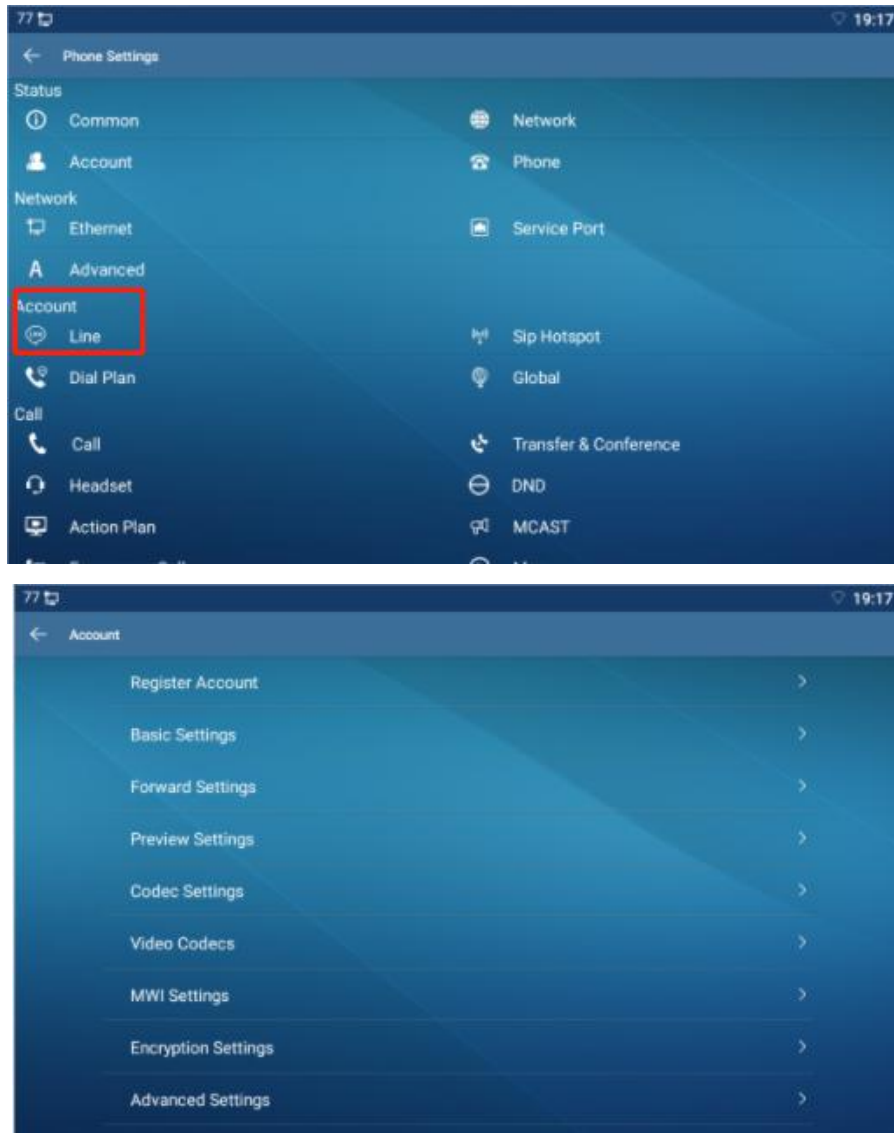 77 19:17
Phone Settings
Status
Common Network
Account Phone
Network
Ethernet Service Port
A Advanced
Account
Line Sip Hotspot
Dial Plan Global
Call
Call Transfer & Conference
Headset DND
Action Plan MCAST
77 19:17
Account
Register Account
Basic Settings
Forward Settings
Preview Settings
Codec Settings
Video Codecs
MWI Settings
Encryption Settings
Advanced Settings